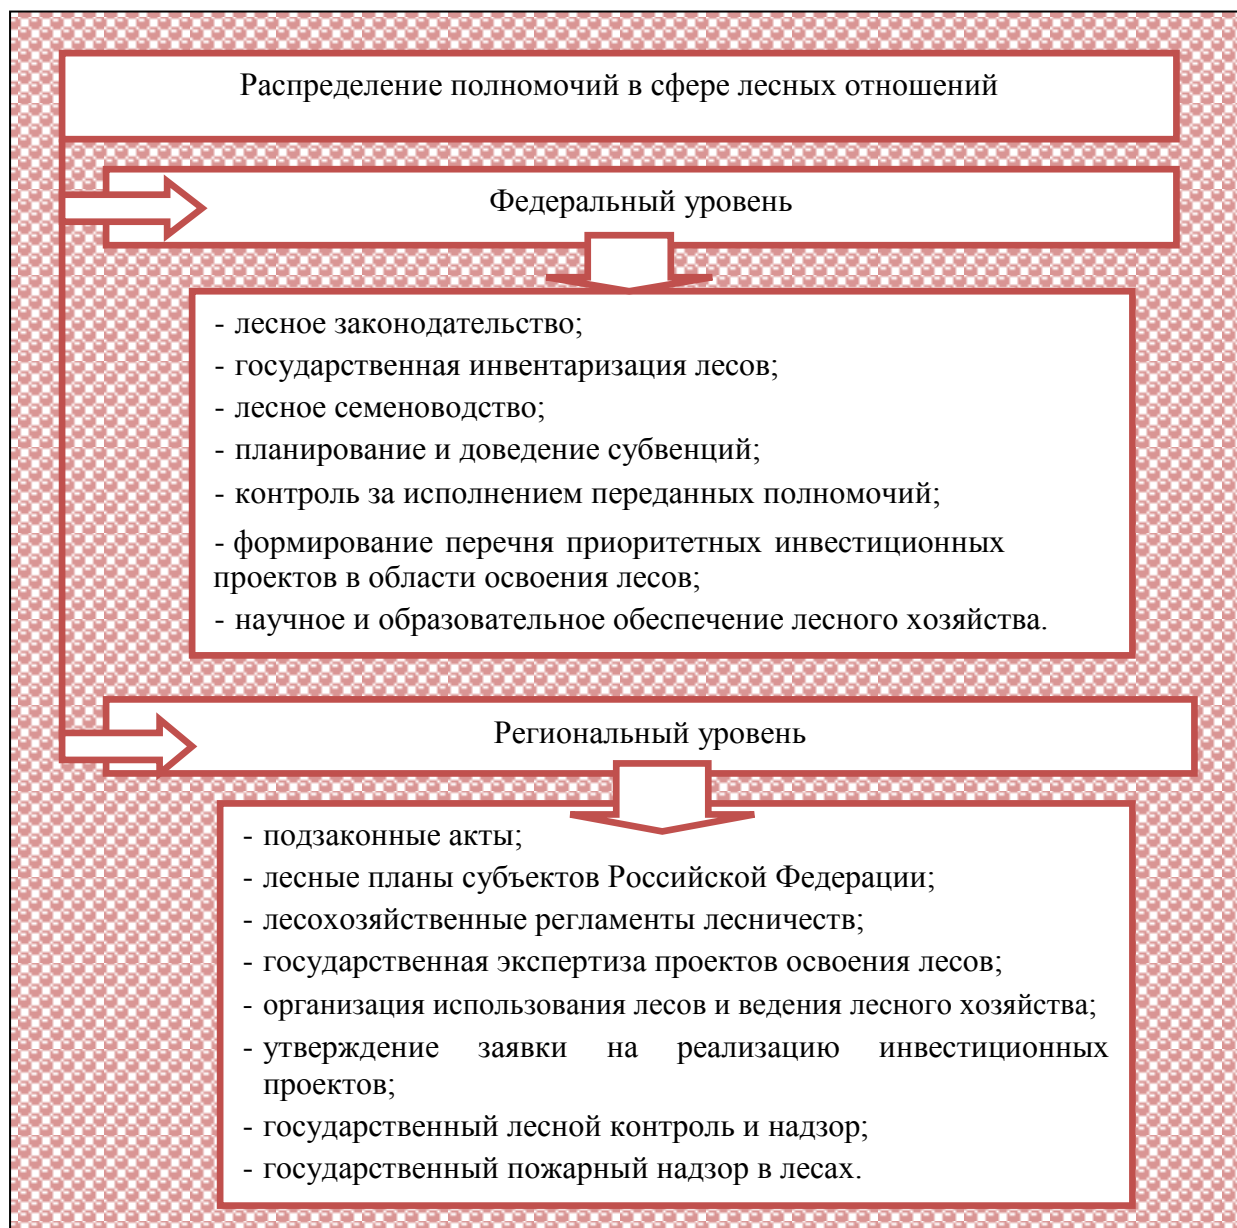 Распределение полномочий в сфере лесных отношений
Федеральный уровень
- лесное законодательство;
- государственная инвентаризация лесов;
- лесное семеноводство;
- планирование и доведение субвенций;
- контроль за исполнением переданных полномочий;
- формирование перечня приоритетных инвестиционных
проектов в области освоения лесов;
- научное и образовательное обеспечение лесного хозяйства.
Региональный уровень
- подзаконные акты;
- лесные планы субъектов Российской Федерации;
- лесохозяйственные регламенты лесничеств;
- государственная экспертиза проектов освоения лесов;
- организация использования лесов и ведения лесного хозяйства;
- утверждение заявки на реализацию инвестиционных
проектов;
- государственный лесной контроль и надзор;
- государственный пожарный надзор в лесах.